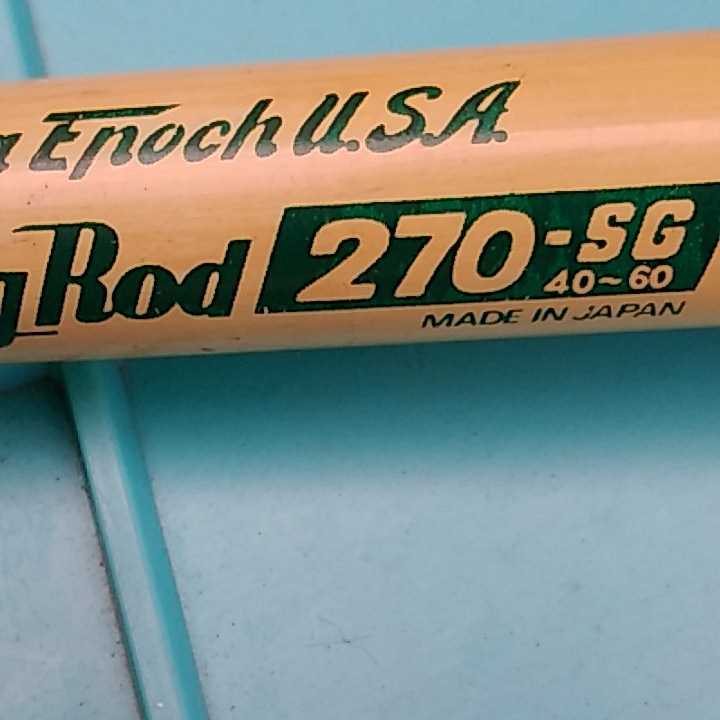 Epoch U.S.A.
Rod 270-SG
40~60
MADE IN JAPAN